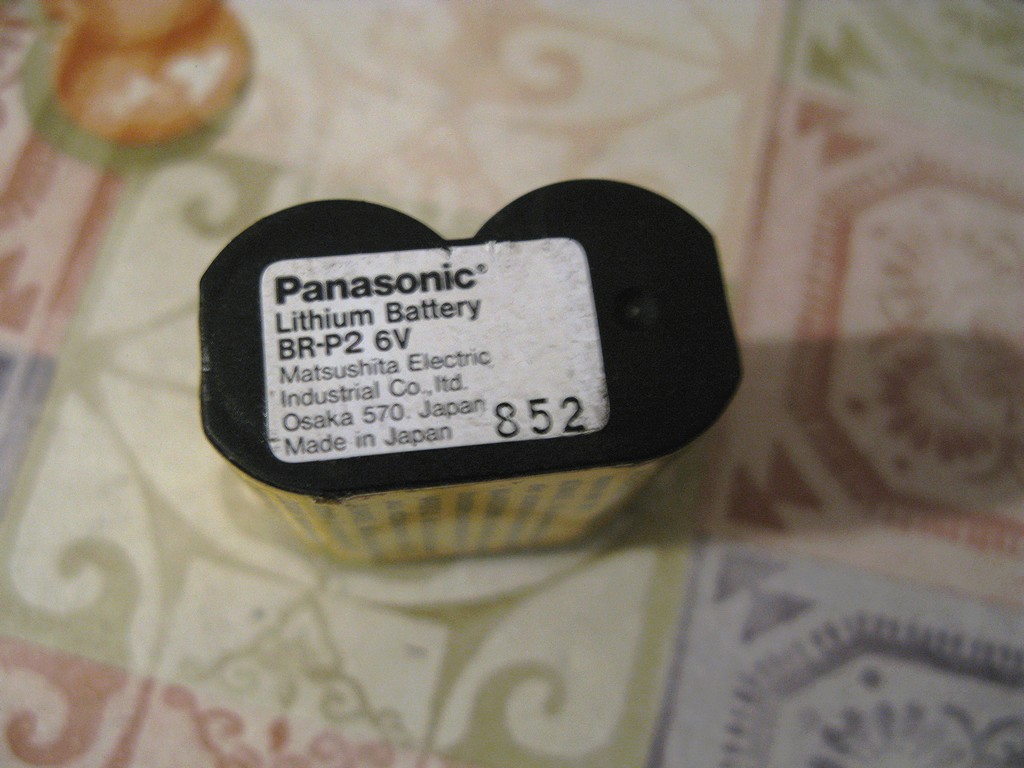 Panasonic®
Lithium Battery
BR-P2 6V
Matsushita Electric
Industrial Co.,ltd.
Osaka 570. Japan
Made in Japan
852